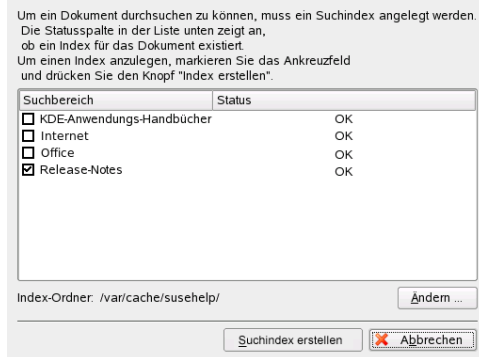 Um ein Dokument durchsuchen zu können, muss ein Suchindex angelegt werden.
Die Statusspalte in der Liste unten zeigt an,
ob ein Index für das Dokument existiert.
Um einen Index anzulegen, markieren Sie das Ankreuzfeld
und drücken Sie den Knopf "Index erstellen".
Suchbereich Status
KDE-Anwendungs-Handbücher OK
Internet OK
Office OK
Release-Notes OK
Index-Ordner: /var/cache/susehelp/ Ändern ...
Suchindex erstellen Abbrechen